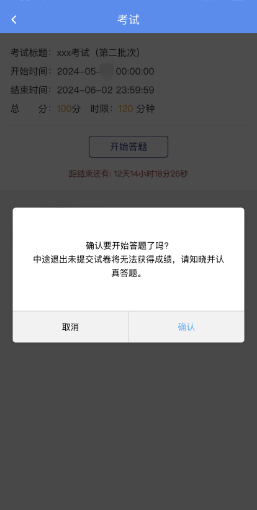 考试
考试标题：xxx考试（第二批次）
开始时间：2024-05- 00:00:00
结束时间：2024-06-02 23:59:59
总　　分：100分　时限：120 分钟
开始答题
距结束还有: 12天14小时18分26秒
确认要开始答题了吗?
中途退出未提交试卷将无法获得成绩，请知晓并认
真答题。
取消
确认